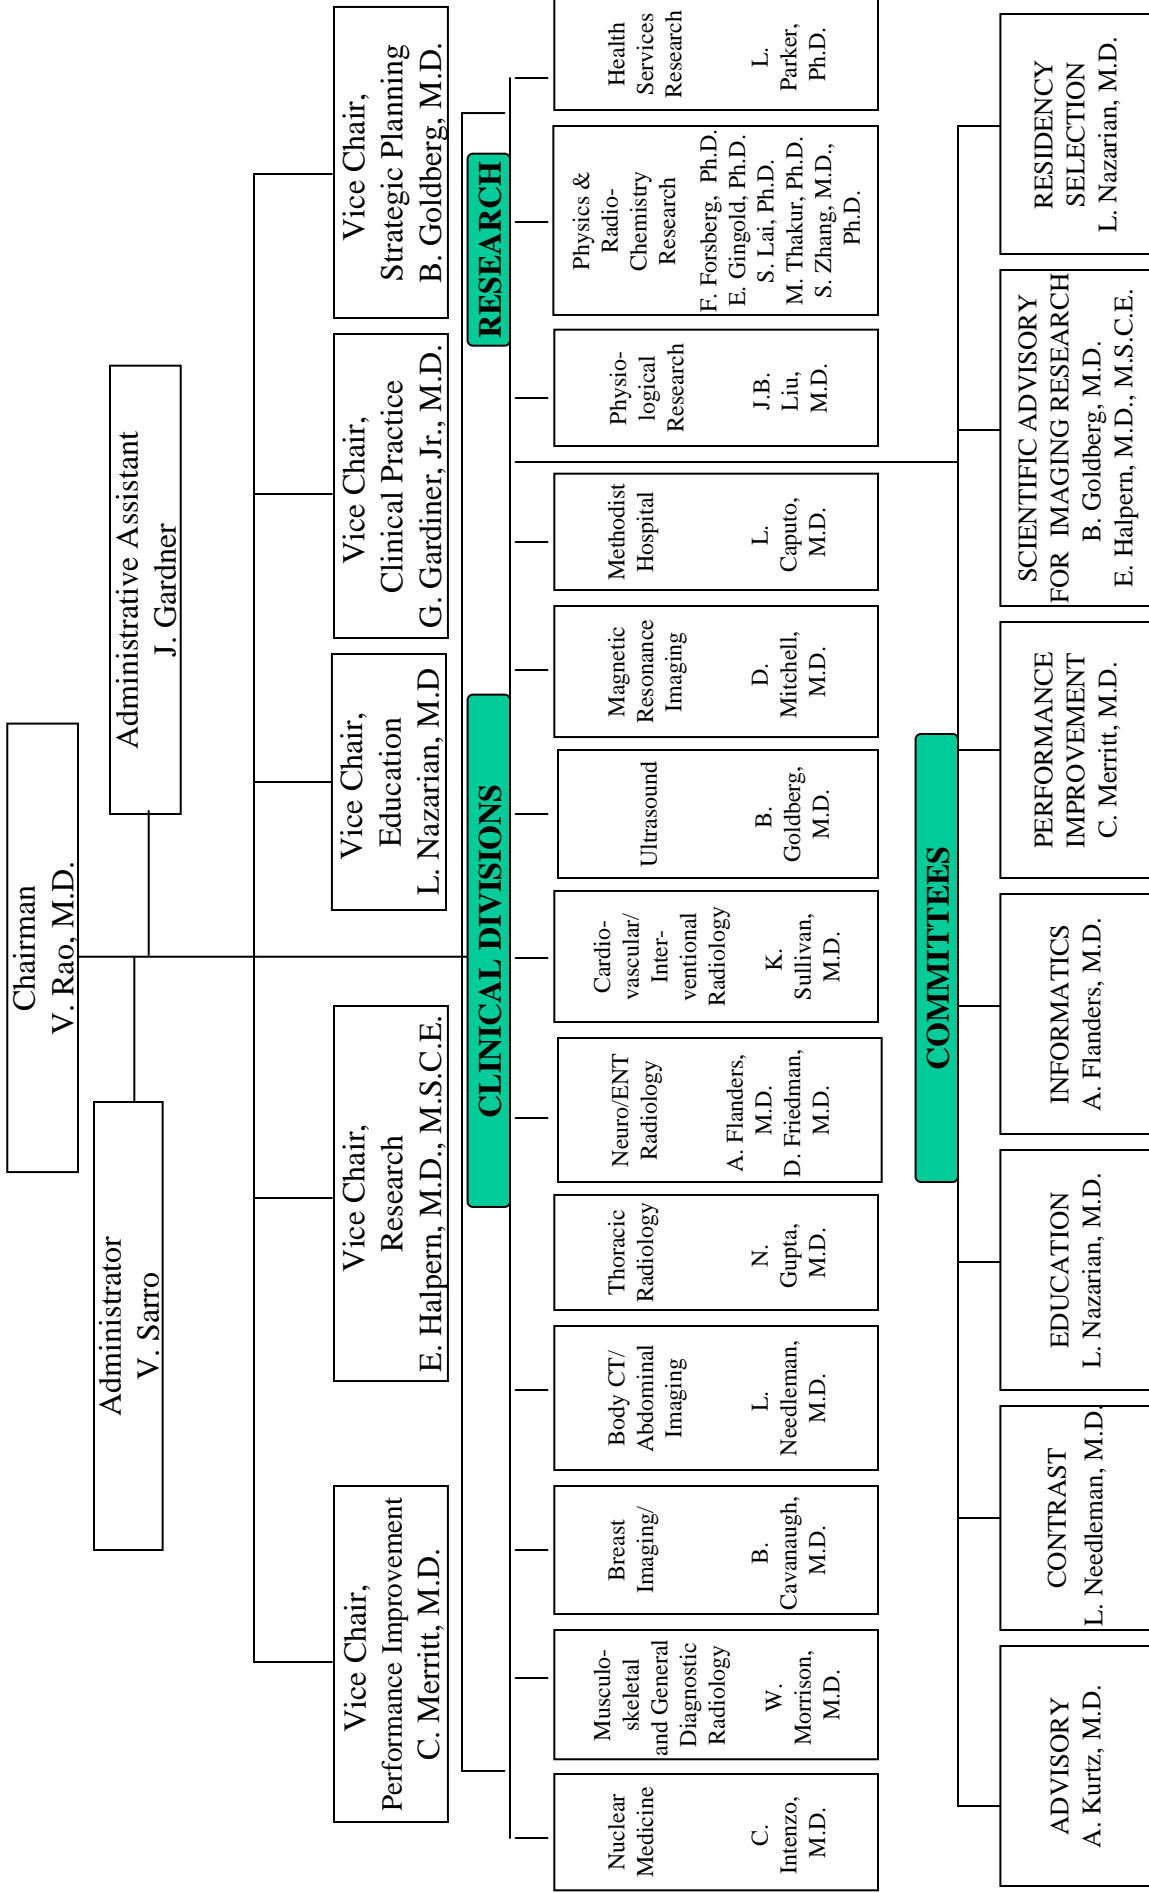 Chairman
V. Rao, M.D.
Administrator
V. Sarro
Administrative Assistant
J. Gardner
Vice Chair,
Performance Improvement
C. Merritt, M.D.
Vice Chair,
Research
E. Halpern, M.D., M.S.C.E.
Vice Chair,
Education
L. Nazarian, M.D
Vice Chair,
Clinical Practice
G. Gardiner, Jr., M.D.
Vice Chair,
Strategic Planning
B. Goldberg, M.D.
CLINICAL DIVISIONS
RESEARCH
Nuclear
Medicine
C.
Intenzo,
M.D.
Musculo-
skeletal
and General
Diagnostic
Radiology
W.
Morrison,
M.D.
Breast
Imaging/
B.
Cavanaugh,
M.D.
Body CT/
Abdominal
Imaging
L.
Needleman,
M.D.
Thoracic
Radiology
N.
Gupta,
M.D.
Neuro/ENT
Radiology
A. Flanders,
M.D.
D. Friedman,
M.D.
Cardio-
vascular/
Inter-
ventional
Radiology
K.
Sullivan,
M.D.
Ultrasound
B.
Goldberg,
M.D.
Magnetic
Resonance
Imaging
D.
Mitchell,
M.D.
Methodist
Hospital
L.
Caputo,
M.D.
Physio-
logical
Research
J.B.
Liu,
M.D.
Physics &
Radio-
Chemistry
Research
F. Forsberg, Ph.D.
E. Gingold, Ph.D.
S. Lai, Ph.D.
M. Thakur, Ph.D.
S. Zhang, M.D.,
Ph.D.
Health
Services
Research
L.
Parker,
Ph.D.
COMMITTEES
ADVISORY
A. Kurtz, M.D.
CONTRAST
L. Needleman, M.D.
EDUCATION
L. Nazarian, M.D.
INFORMATICS
A. Flanders, M.D.
PERFORMANCE
IMPROVEMENT
C. Merritt, M.D.
SCIENTIFIC ADVISORY
FOR IMAGING RESEARCH
B. Goldberg, M.D.
E. Halpern, M.D., M.S.C.E.
RESIDENCY
SELECTION
L. Nazarian, M.D.